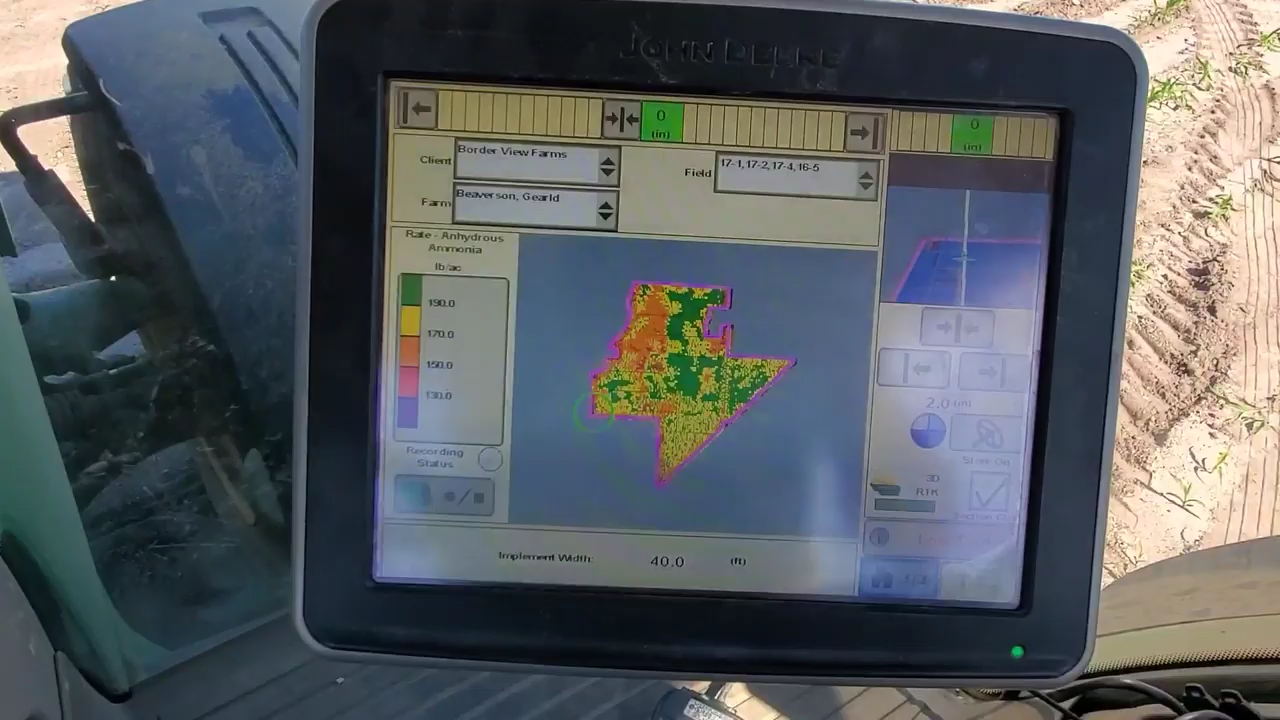 JOHN DEERE
0
(in)
0
(in)
Client
Border View Farms
Field
17-1,17-2,17-4,16-5
Farm
Beaverson, Gearld
Rate - Anhydrous
Ammonia
lb/ac
190.0
170.0
150.0
130.0
Recording
Status
2.0 (in)
Steer On
3D
RTK
Implement Width:
40.0
(ft)